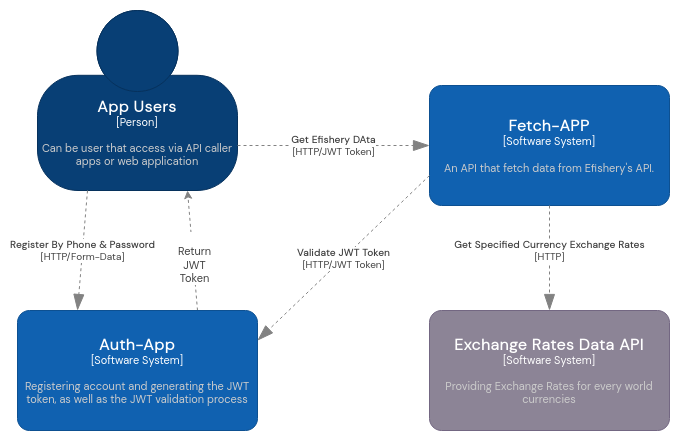 App Users
[Person]
Can be user that access via API caller
apps or web application
Get Efishery DAta
[HTTP/JWT Token]
Fetch-APP
[Software System]
An API that fetch data from Efishery's API.
Register By Phone & Password
[HTTP/Form-Data]
Return
JWT
Token
Validate JWT Token
[HTTP/JWT Token]
Get Specified Currency Exchange Rates
[HTTP]
Auth-App
[Software System]
Registering account and generating the JWT
token, as well as the JWT validation process
Exchange Rates Data API
[Software System]
Providing Exchange Rates for every world
currencies